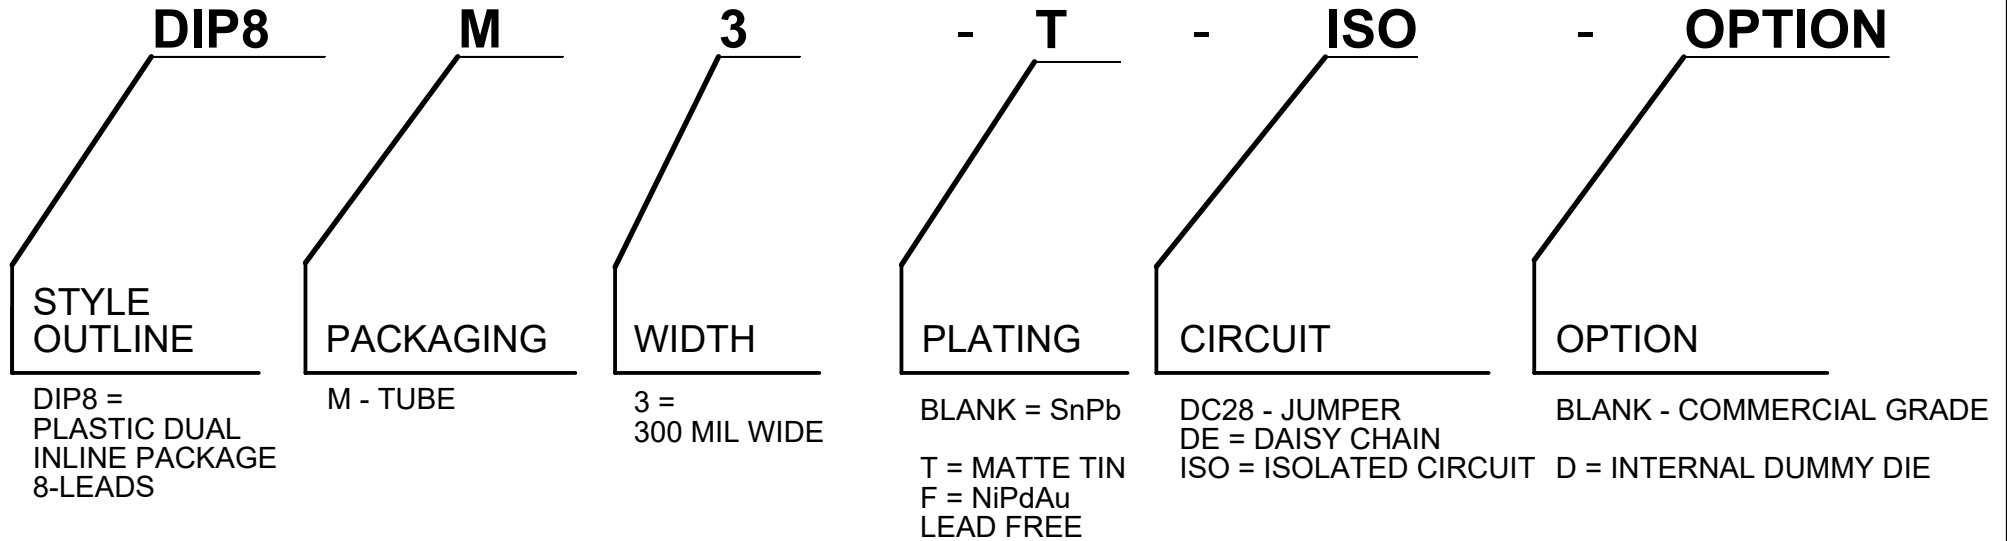 DIP8 M 3 - T - ISO - OPTION
STYLE
OUTLINE
DIP8 =
PLASTIC DUAL
INLINE PACKAGE
8-LEADS
PACKAGING
M - TUBE
WIDTH
3 =
300 MIL WIDE
PLATING
BLANK = SnPb
T = MATTE TIN
F = NiPdAu
LEAD FREE
CIRCUIT
DC28 - JUMPER
DE = DAISY CHAIN
ISO = ISOLATED CIRCUIT
OPTION
BLANK - COMMERCIAL GRADE
D = INTERNAL DUMMY DIE